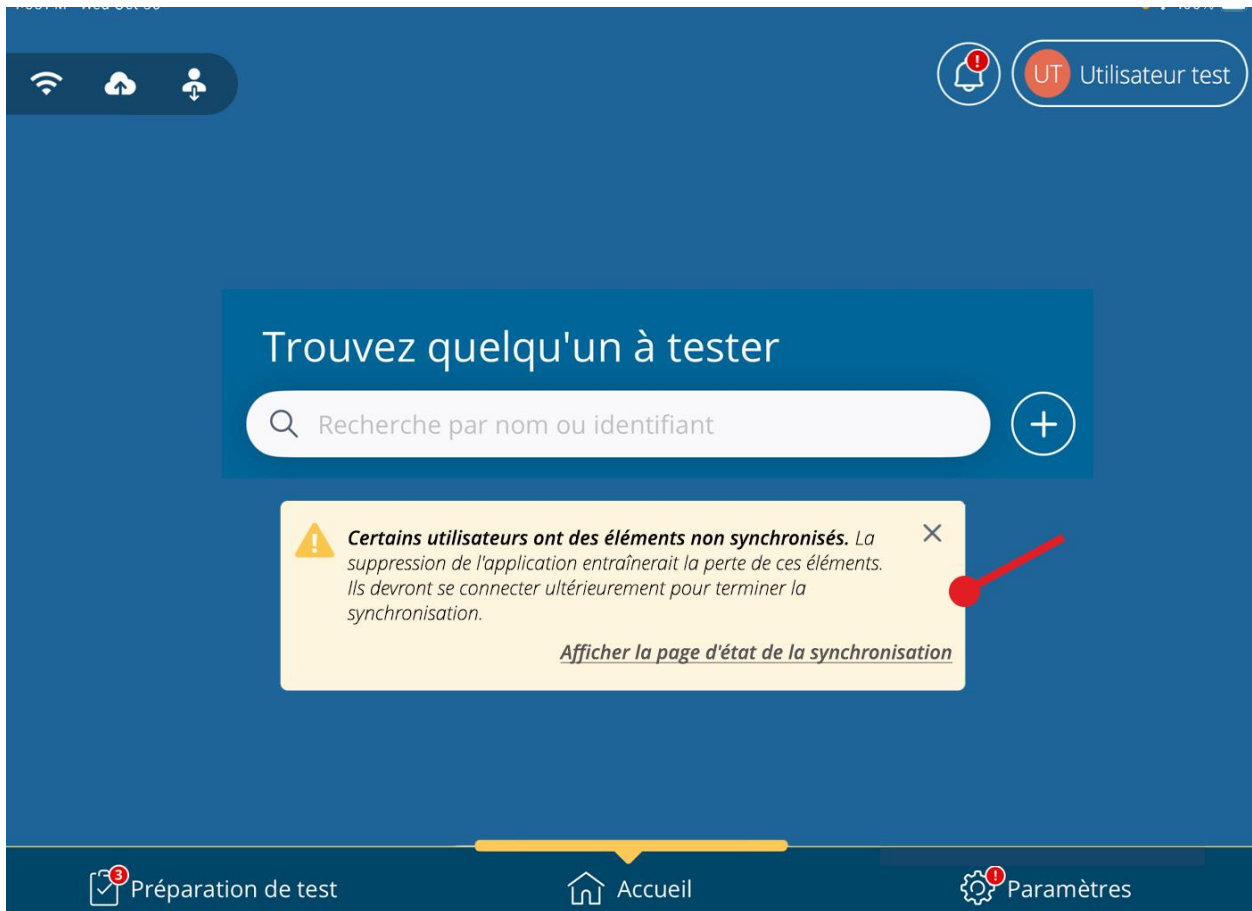 UT Utilisateur test
Trouvez quelqu'un à tester
Recherche par nom ou identifiant
Certains utilisateurs ont des éléments non synchronisés. La
suppression de l'application entraînerait la perte de ces éléments.
Ils devront se connecter ultérieurement pour terminer la
synchronisation.
Afficher la page d'état de la synchronisation
3 Préparation de test
Accueil
! Paramètres